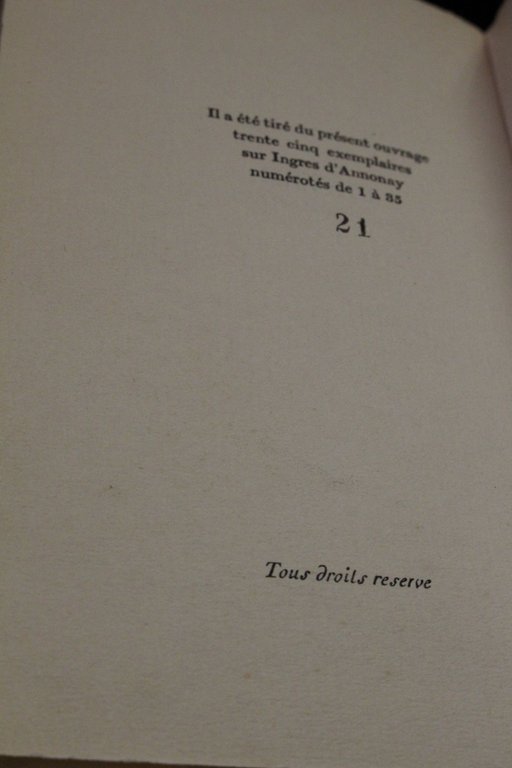 Il a été tiré du présent ouvrage
trente cinq exemplaires
sur Ingres d'Annonay
numérotés de 1 à 35
21
Tous droits reserve